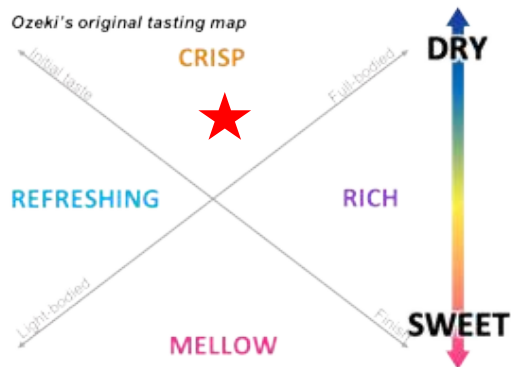 Ozeki's original tasting map
CRISP
DRY
Initial taste
Full-bodied
REFRESHING
RICH
Light-bodied
Finish
SWEET
MELLOW